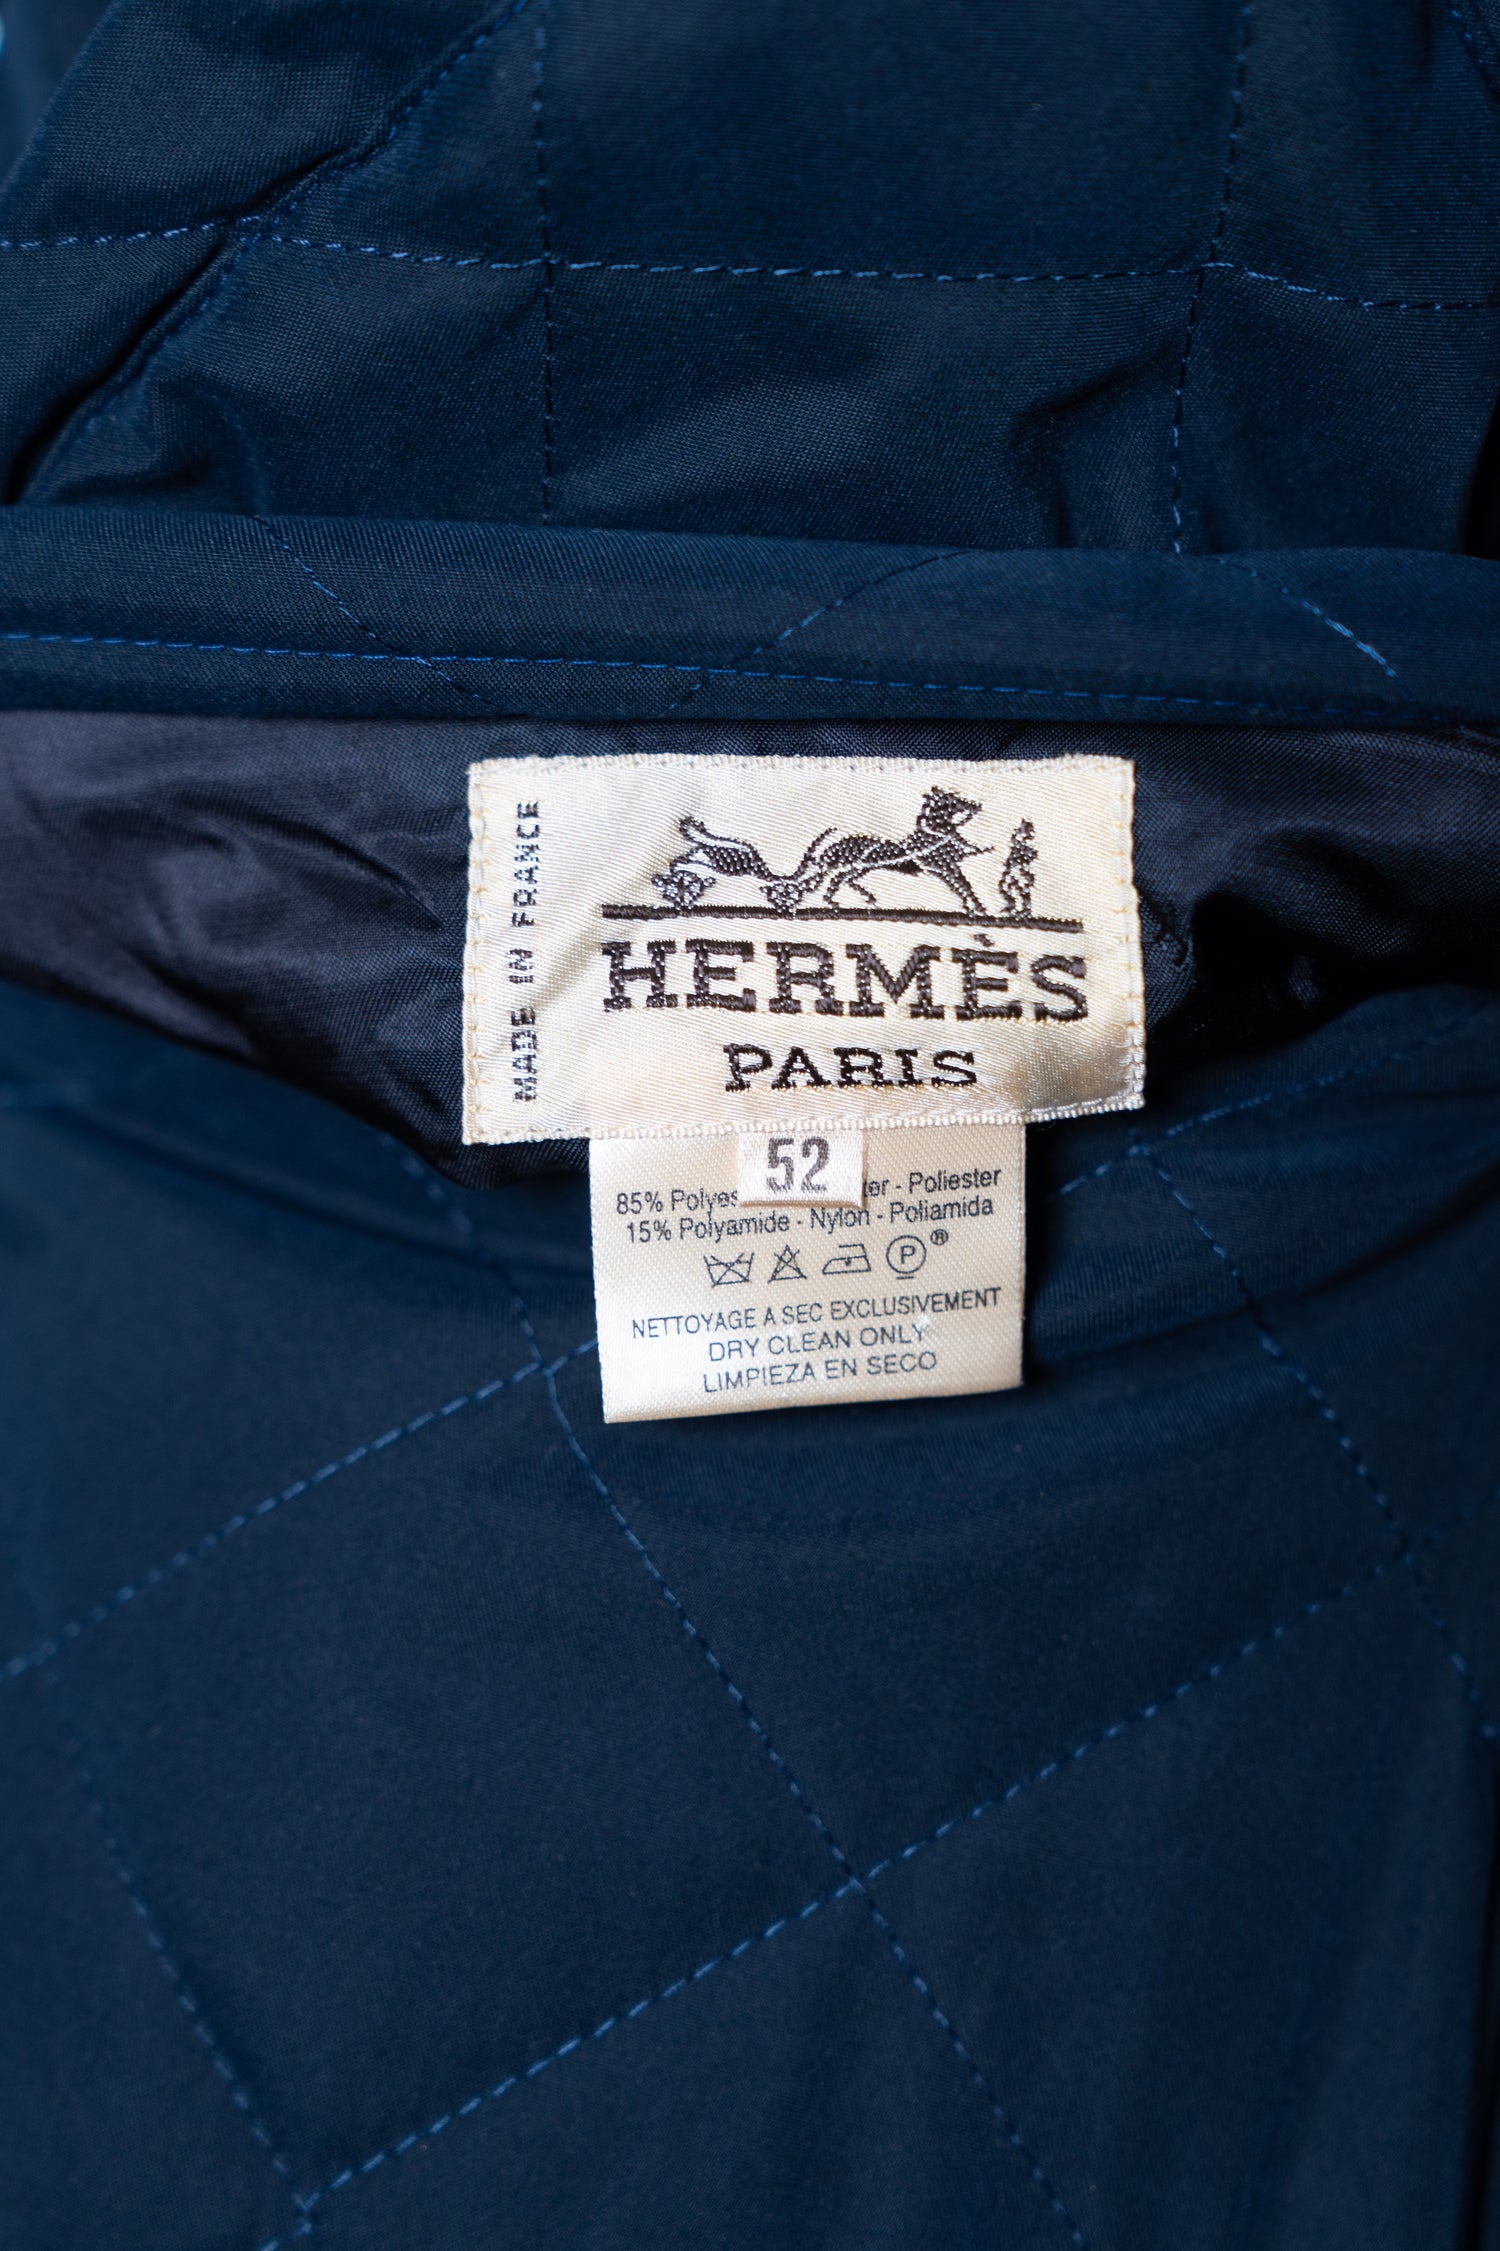 MADE IN FRANCE
HERMÈS
PARIS
52
85% Polyes ter - Poliester
15% Polyamide - Nylon - Poliamida
P ®
NETTOYAGE A SEC EXCLUSIVEMENT
DRY CLEAN ONLY
LIMPIEZA EN SECO